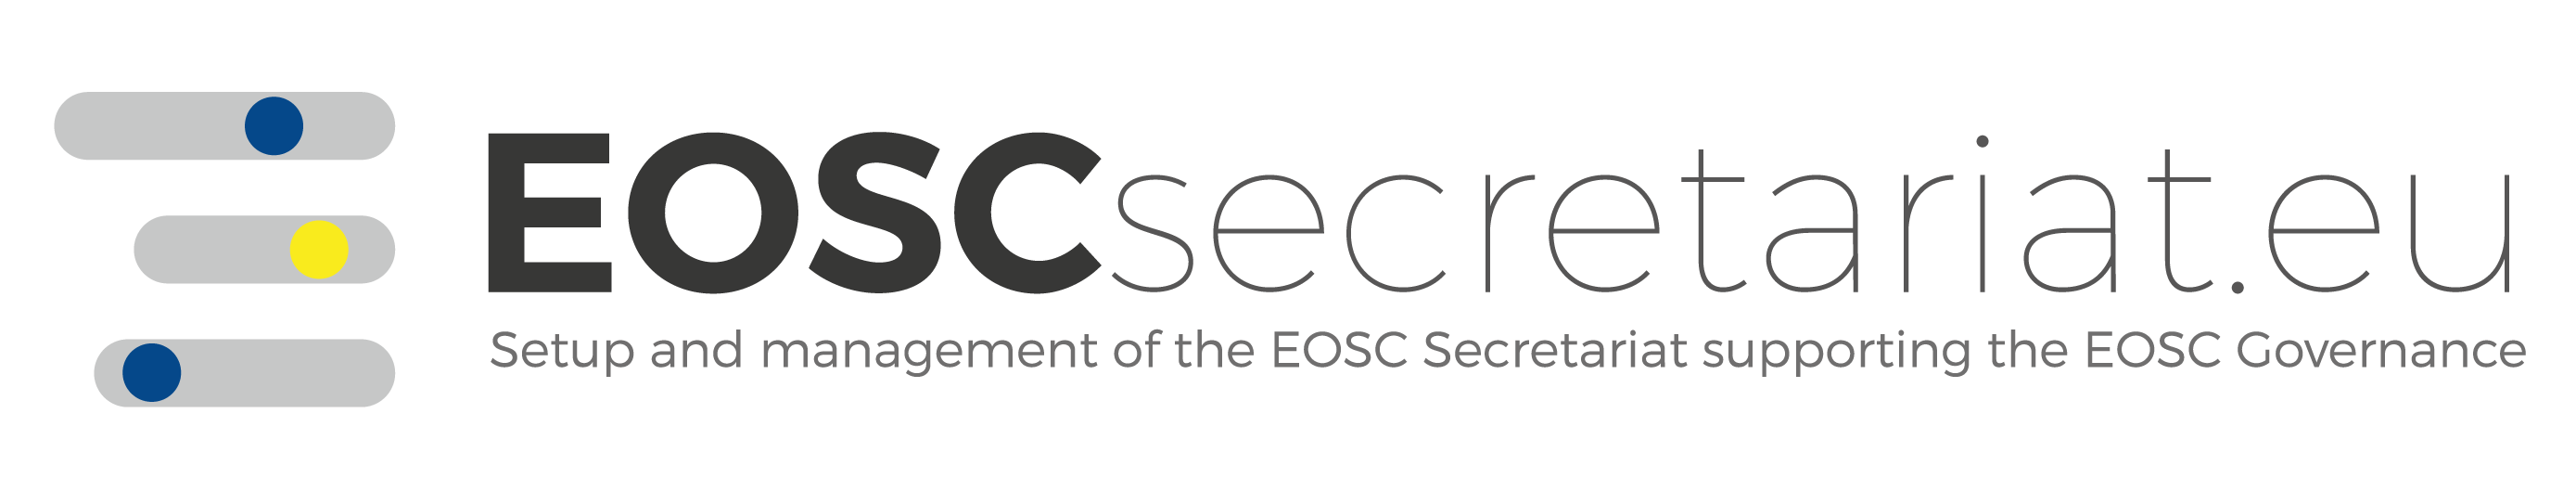 EOSCsecretariat.eu
Setup and management of the EOSC Secretariat supporting the EOSC Governance